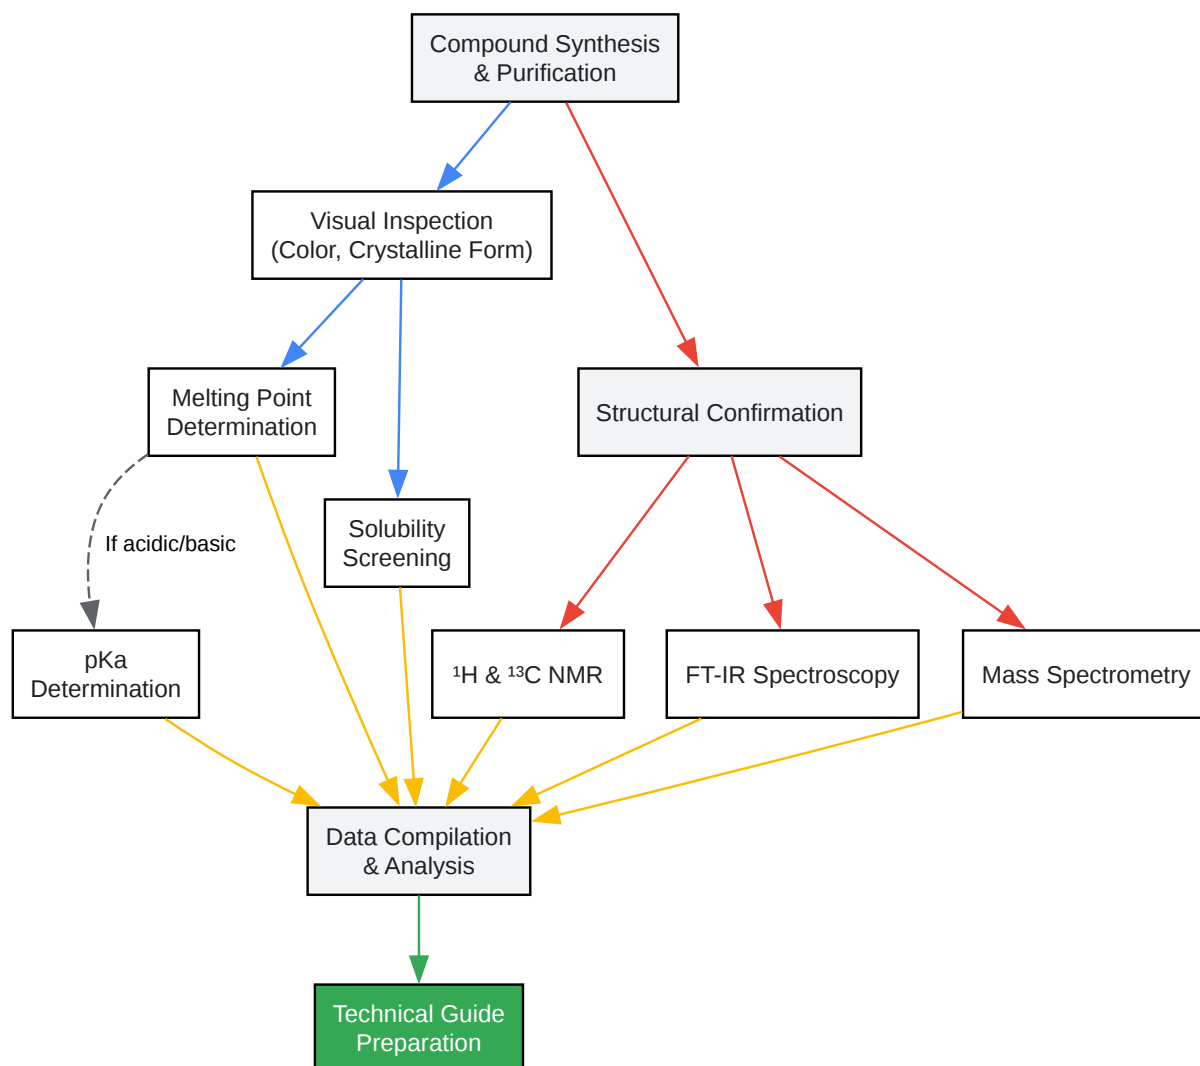 Compound Synthesis
& Purification
Visual Inspection
(Color, Crystalline Form)
Melting Point
Determination
Structural Confirmation
Solubility
Screening
If acidic/basic
pKa
Determination
¹H & ¹³C NMR
FT-IR Spectroscopy
Mass Spectrometry
Data Compilation
& Analysis
Technical Guide
Preparation